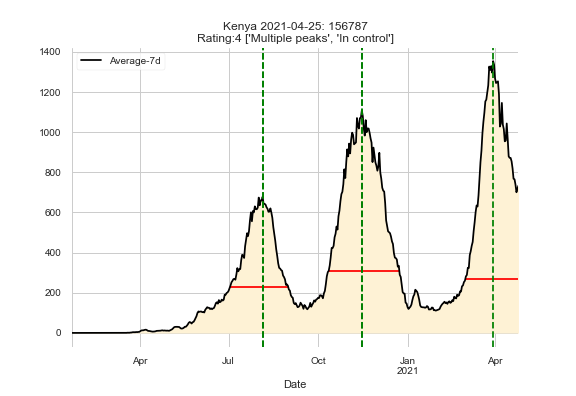 Kenya 2021-04-25: 156787
Rating:4 ['Multiple peaks', 'In control']
Average-7d
1400
1200
1000
800
600
400
200
0
Apr
Jul
Oct
Jan
2021
Apr
Date